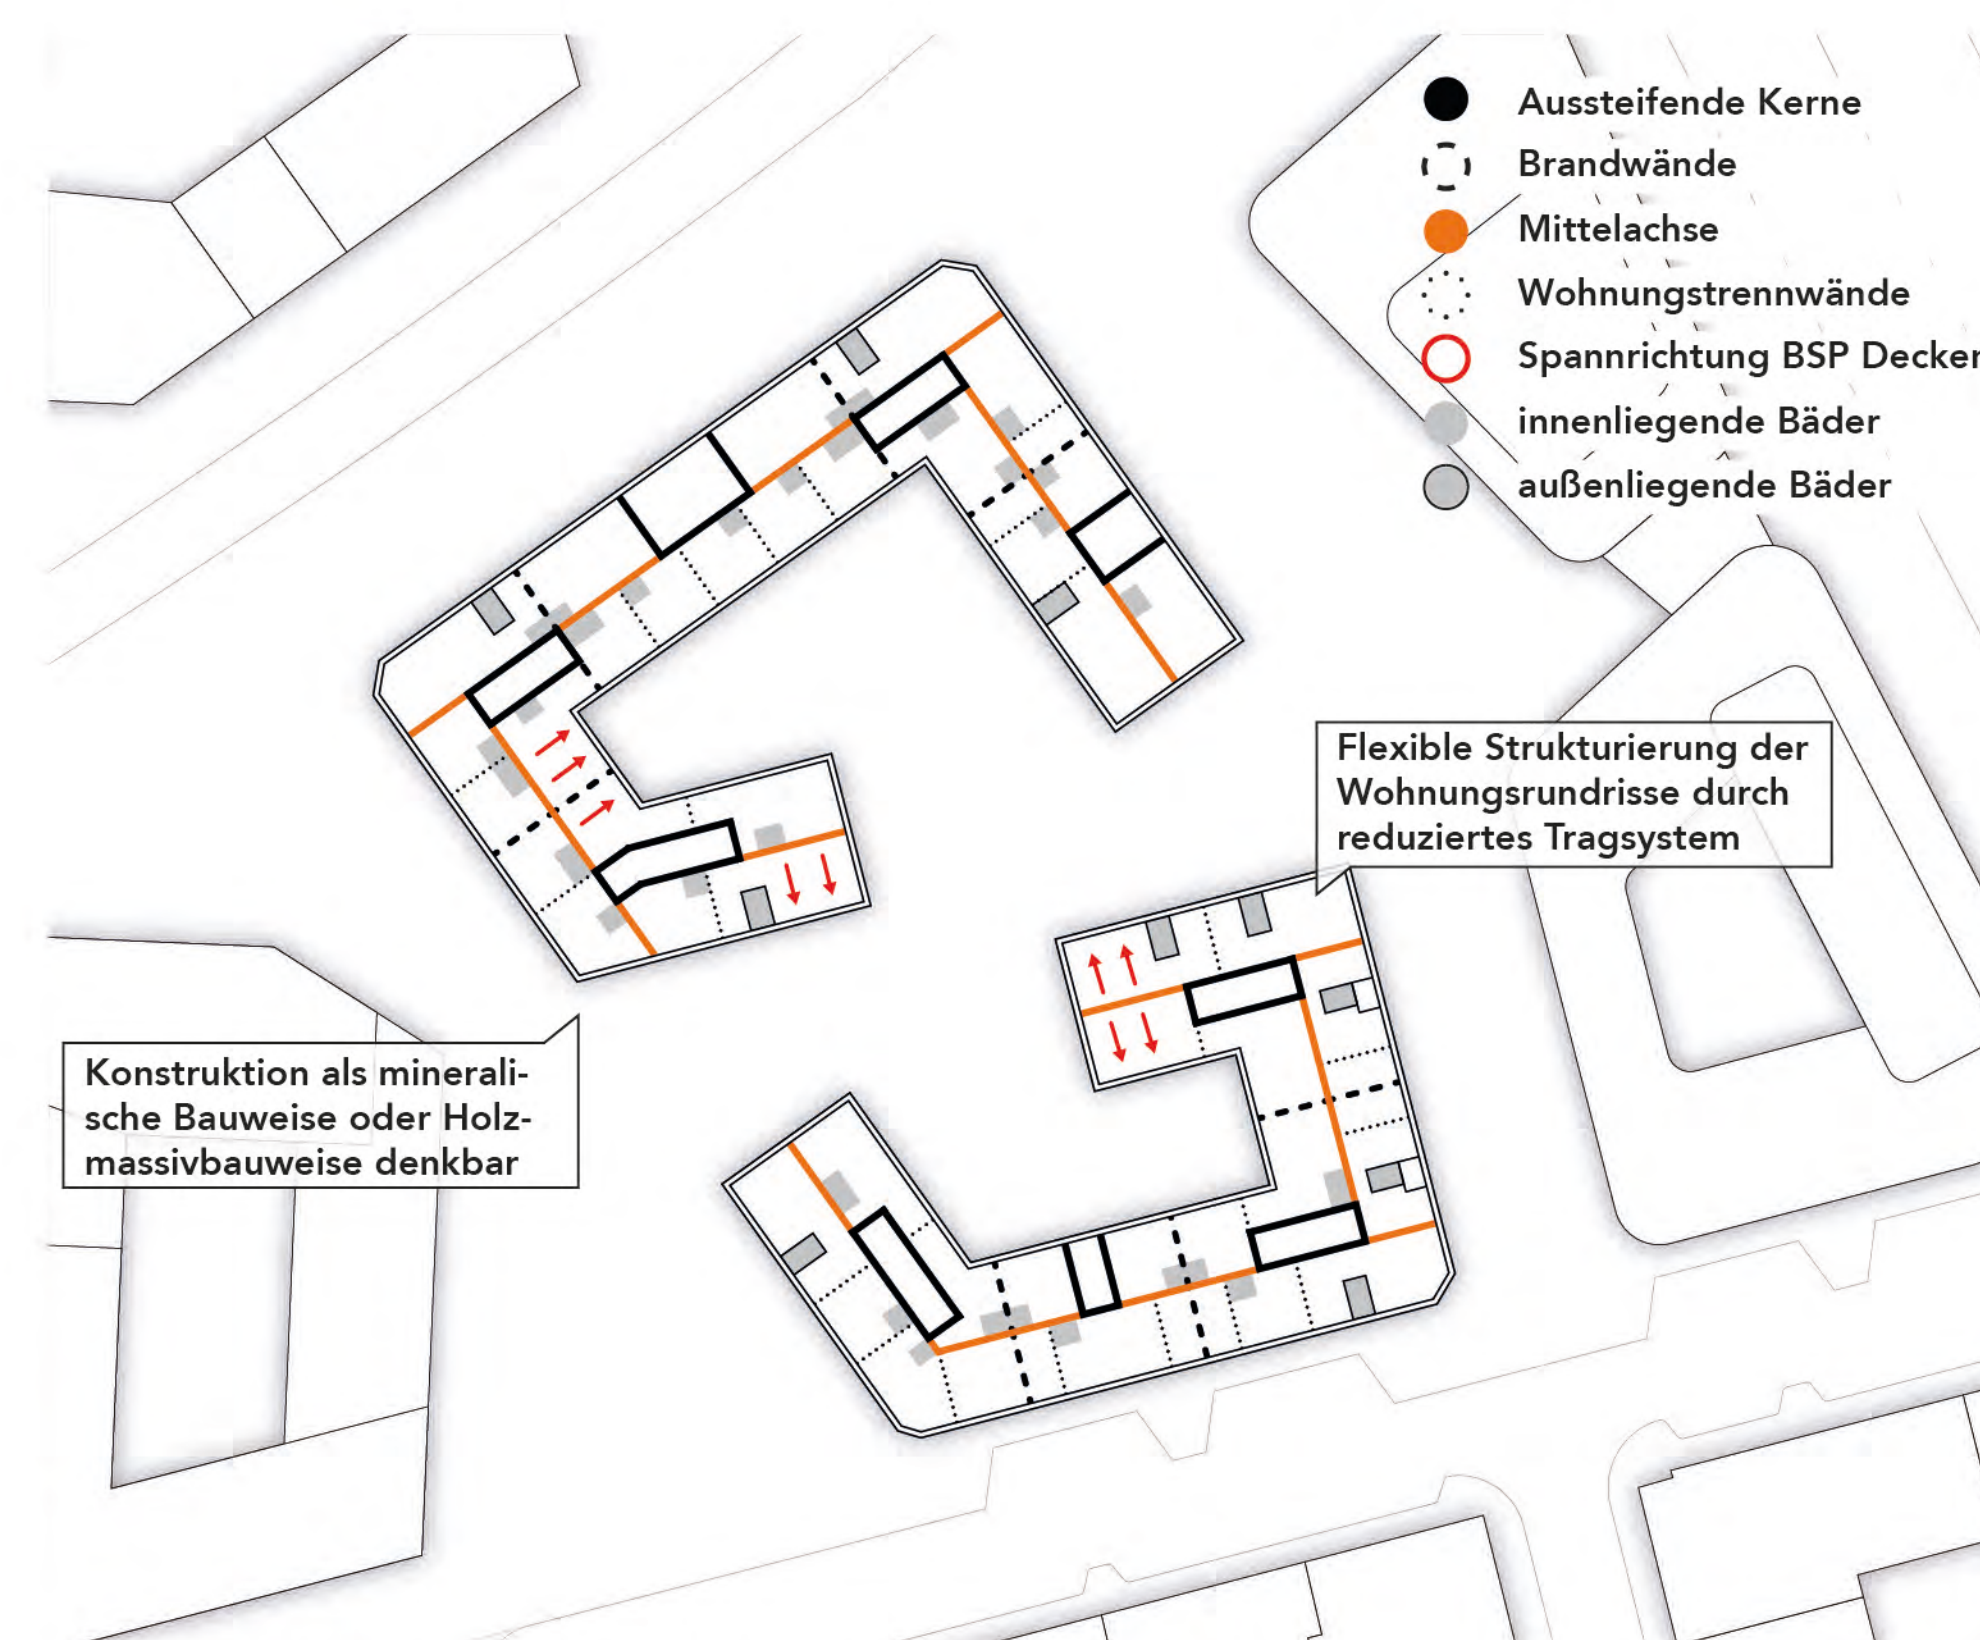 Aussteifende Kerne
Brandwände
Mittelachse
Wohnungstrennwände
Spannrichtung BSP Decken
innenliegende Bäder
außenliegende Bäder
Flexible Strukturierung der
Wohnungsrundrisse durch
reduziertes Tragsystem
Konstruktion als minerali-
sche Bauweise oder Holz-
massivbauweise denkbar